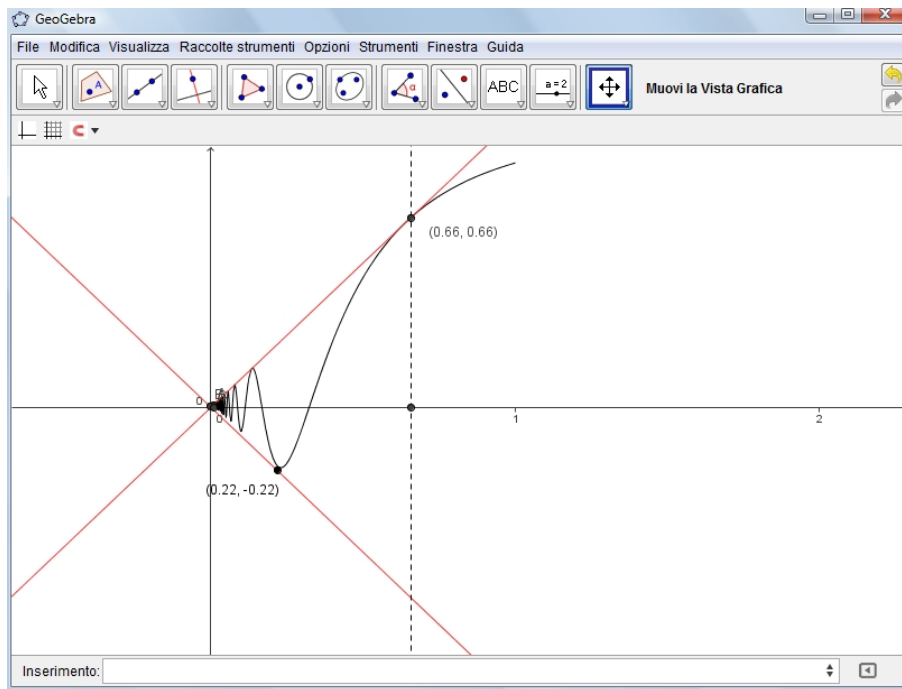 GeoGebra
File Modifica Visualizza Raccolte strumenti Opzioni Strumenti Finestra Guida
A α ABC a = 2 Muovi la Vista Grafica
(0.66, 0.66)
0
0 1 2
(0.22, -0.22)
Inserimento: